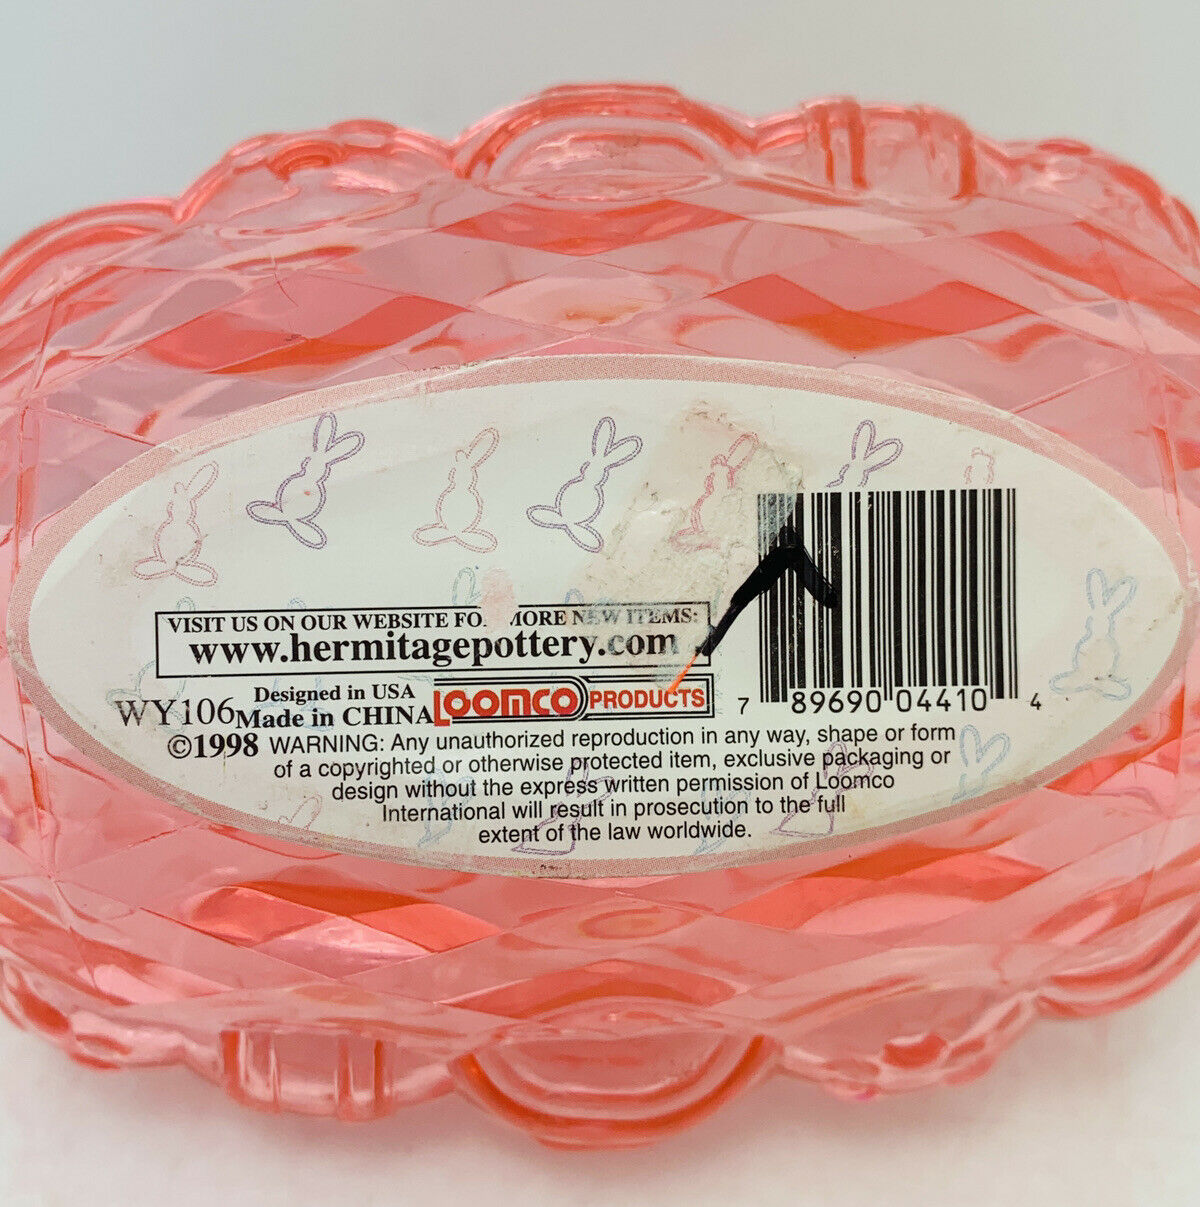 VISIT US ON OUR WEBSITE FO MORE NEW ITEMS:
www.hermitagepottery.com
WY106
Designed in USA
Made in CHINA
LOOMCO PRODUCTS
7 89690 04410 4
©1998 WARNING: Any unauthorized reproduction in any way, shape or form
of a copyrighted or otherwise protected item, exclusive packaging or
design without the express written permission of Loomco
International will result in prosecution to the full
extent of the law worldwide.